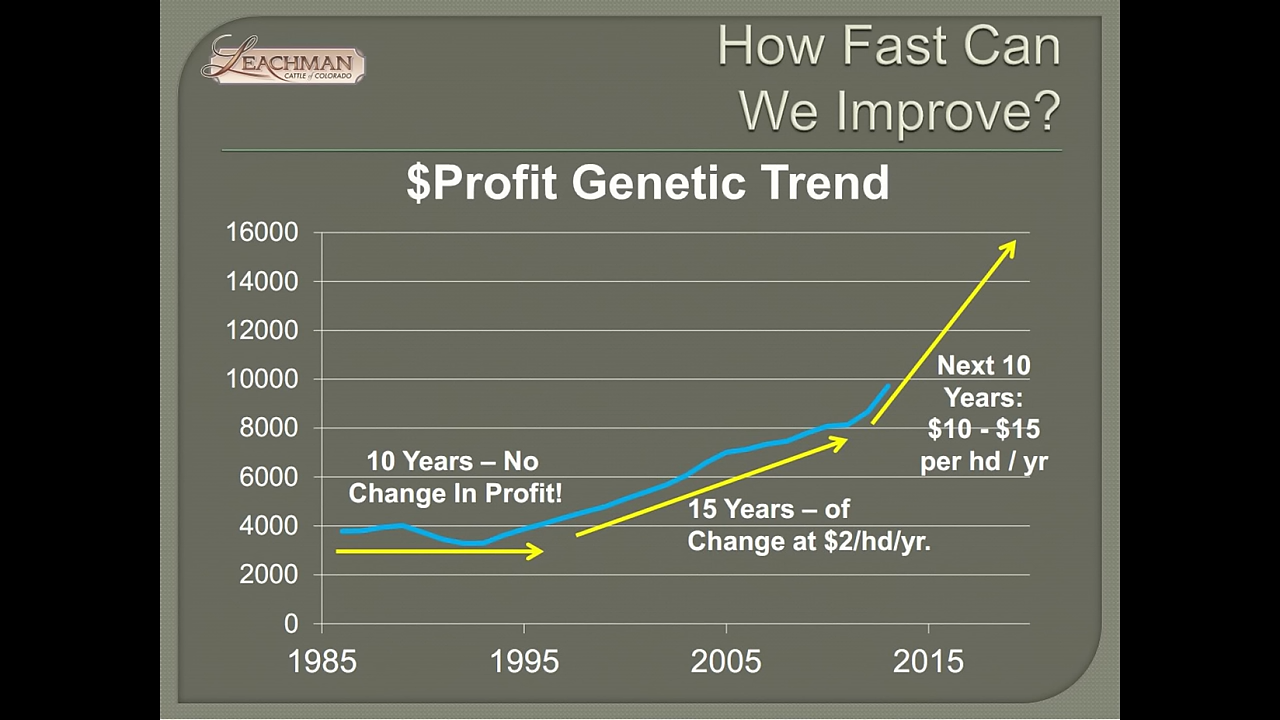 LEACHMAN
CATTLE of COLORADO
How Fast Can
We Improve?
$Profit Genetic Trend
16000
14000
12000
10000
8000
6000
4000
2000
0
10 Years – No
Change In Profit!
15 Years – of
Change at $2/hd/yr.
Next 10
Years:
$10 - $15
per hd / yr
1985 1995 2005 2015